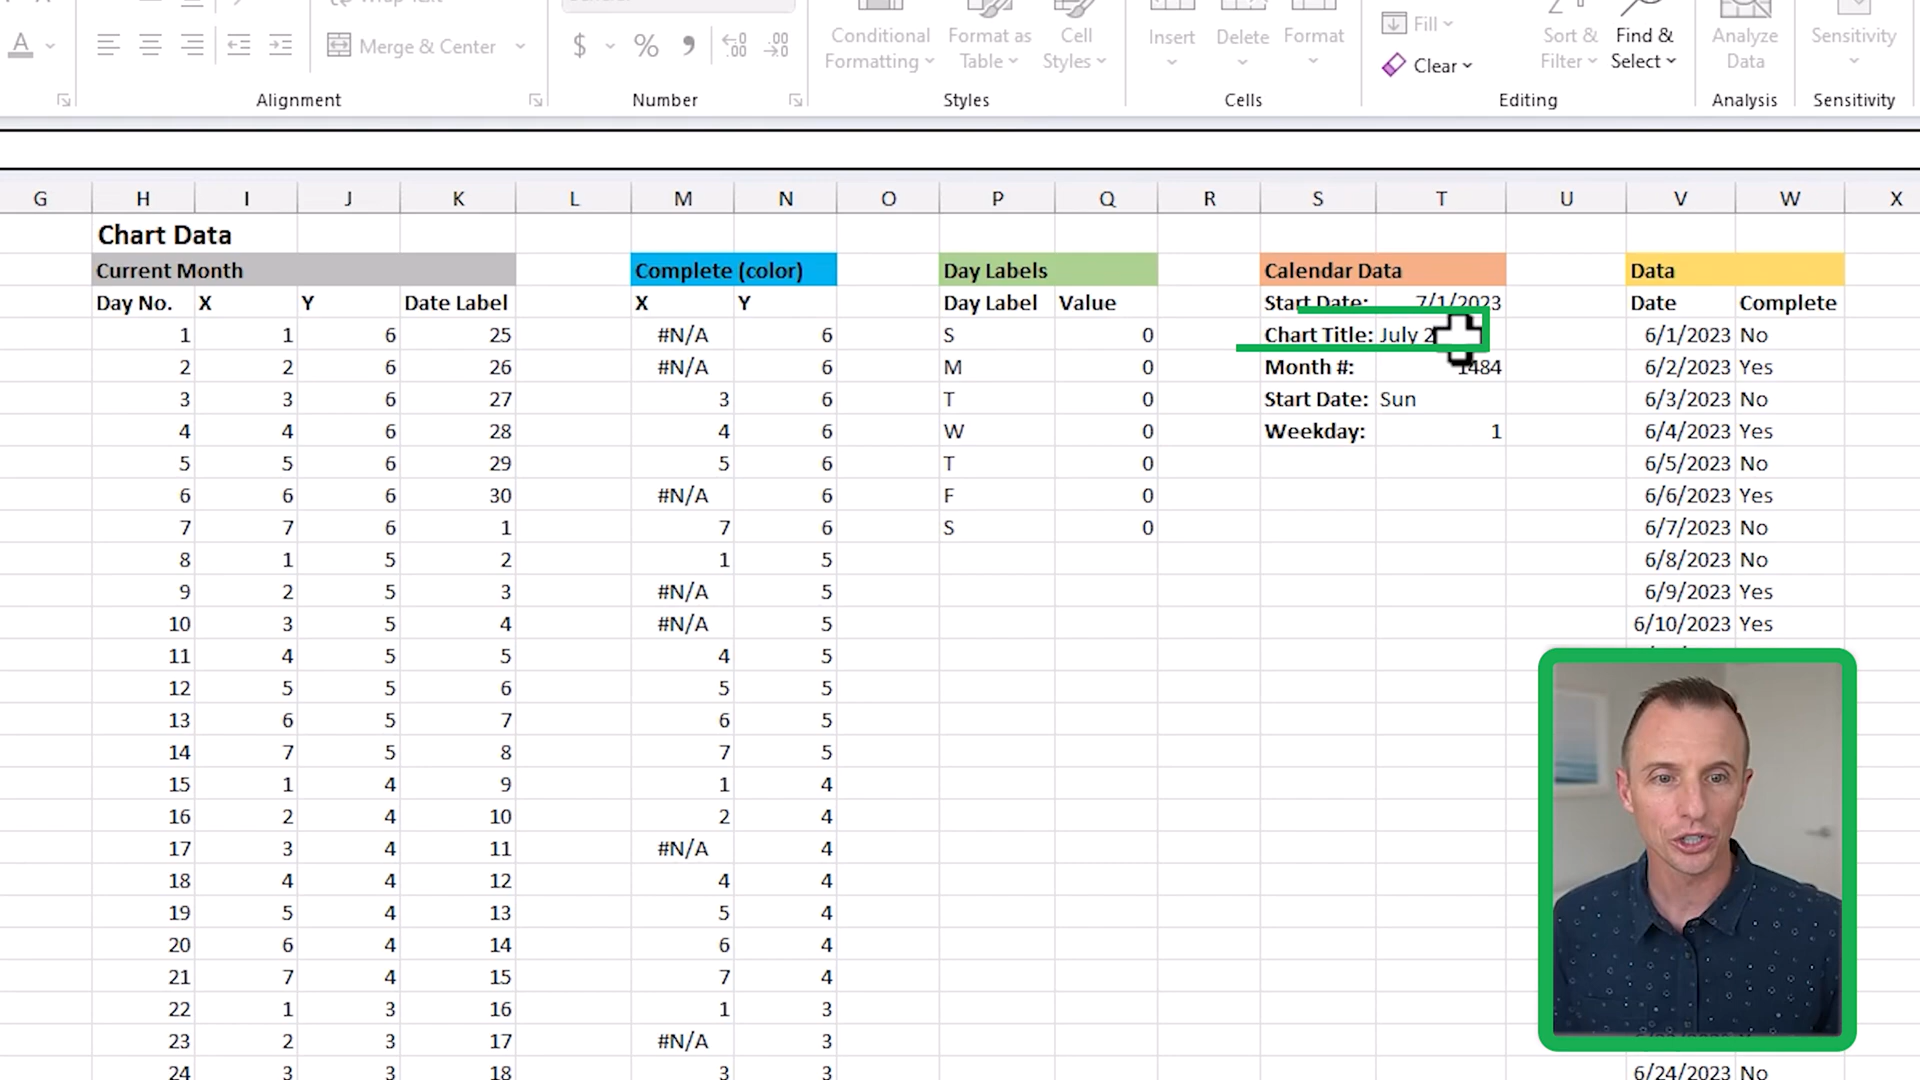 A
Merge & Center
$ % 9
Conditional Formatting
Format as Table
Cell Styles
Insert
Delete
Format
Fill
Clear
Sort & Filter
Find & Select
Analyze Data
Sensitivity
Alignment Number Styles Cells Editing Analysis Sensitivity
G H I J K L M N O P Q R S T U V W X
Chart Data
Current Month Complete (color) Day Labels Calendar Data Data
Day No. X Y Date Label X Y Day Label Value Start Date: 7/1/2023 Date Complete
1 1 6 25 #N/A 6 S 0 Chart Title: July 6/1/2023 No
2 2 6 26 #N/A 6 M 0 Month #: 1484 6/2/2023 Yes
3 3 6 27 3 6 T 0 Start Date: Sun 6/3/2023 No
4 4 6 28 4 6 W 0 Weekday: 1 6/4/2023 Yes
5 5 6 29 5 6 T 0 6/5/2023 No
6 6 6 30 #N/A 6 F 0 6/6/2023 Yes
7 7 6 1 7 6 S 0 6/7/2023 No
8 1 5 2 1 5 6/8/2023 No
9 2 5 3 #N/A 5 6/9/2023 Yes
10 3 5 4 #N/A 5 6/10/2023 Yes
11 4 5 5 4 5
12 5 5 6 5 5
13 6 5 7 6 5
14 7 5 8 7 5
15 1 4 9 1 4
16 2 4 10 2 4
17 3 4 11 #N/A 4
18 4 4 12 4 4
19 5 4 13 5 4
20 6 4 14 6 4
21 7 4 15 7 4
22 1 3 16 1 3
23 2 3 17 #N/A 3
24 3 3 18 3 3 6/24/2023 No